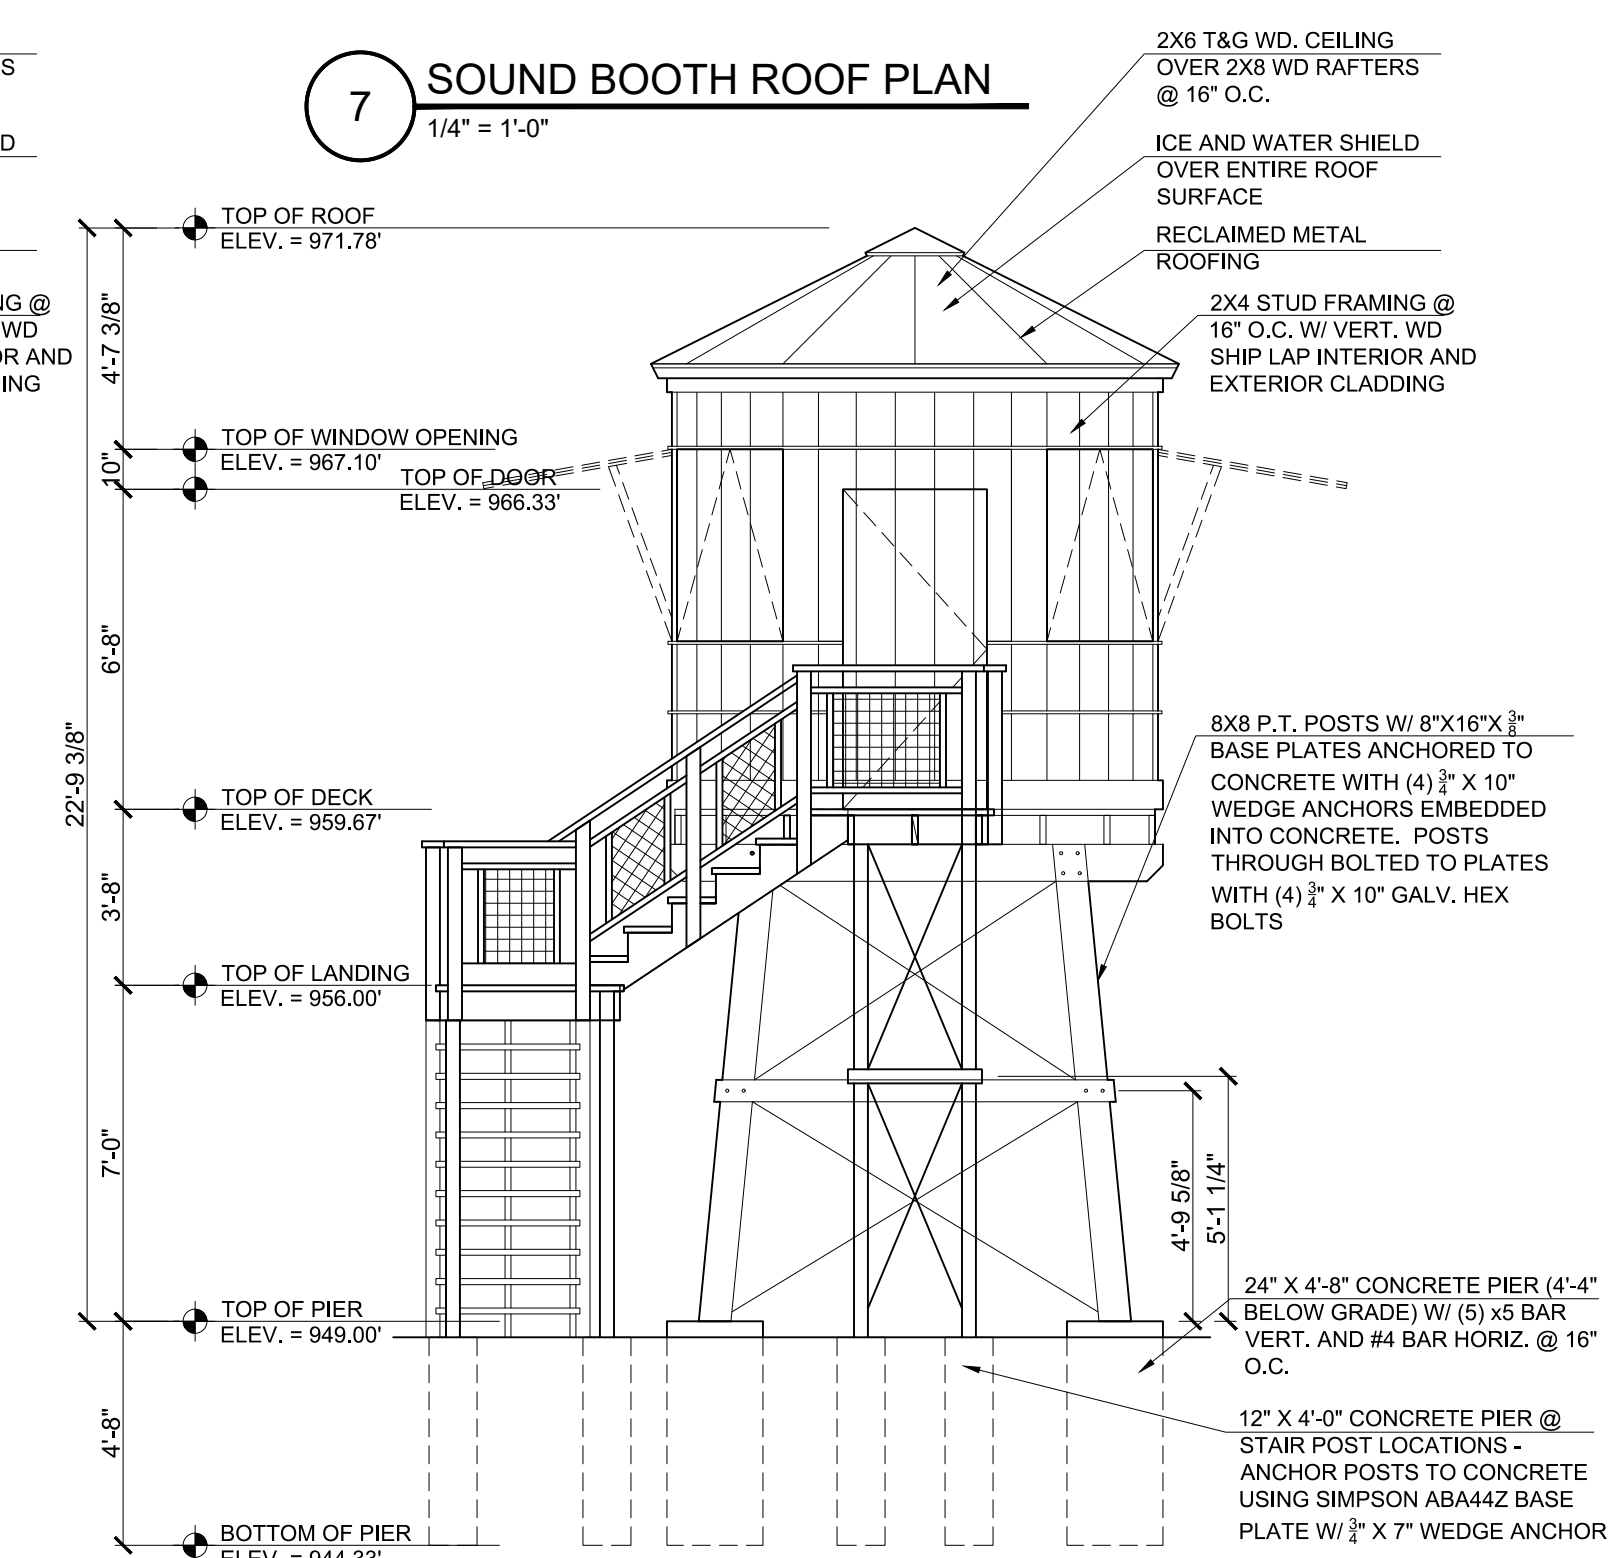 S
D
NG @
WD
OR AND
ING
7
SOUND BOOTH ROOF PLAN
1/4" = 1'-0"
2X6 T&G WD. CEILING
OVER 2X8 WD RAFTERS
@ 16" O.C.
ICE AND WATER SHIELD
OVER ENTIRE ROOF
SURFACE
RECLAIMED METAL
ROOFING
2X4 STUD FRAMING @
16" O.C. W/ VERT. WD
SHIP LAP INTERIOR AND
EXTERIOR CLADDING
TOP OF ROOF
ELEV. = 971.78'
4'-7 3/8"
TOP OF WINDOW OPENING
ELEV. = 967.10'
10"
TOP OF DOOR
ELEV. = 966.33'
6'-8"
22'-9 3/8"
8X8 P.T. POSTS W/ 8"X16"X 3/8"
BASE PLATES ANCHORED TO
CONCRETE WITH (4) 3/4" X 10"
WEDGE ANCHORS EMBEDDED
INTO CONCRETE. POSTS
THROUGH BOLTED TO PLATES
WITH (4) 3/4" X 10" GALV. HEX
BOLTS
TOP OF DECK
ELEV. = 959.67'
3'-8"
TOP OF LANDING
ELEV. = 956.00'
7'-0"
4'-9 5/8"
5'-1 1/4"
TOP OF PIER
ELEV. = 949.00'
24" X 4'-8" CONCRETE PIER (4'-4"
BELOW GRADE) W/ (5) x5 BAR
VERT. AND #4 BAR HORIZ. @ 16"
O.C.
4'-8"
12" X 4'-0" CONCRETE PIER @
STAIR POST LOCATIONS -
ANCHOR POSTS TO CONCRETE
USING SIMPSON ABA44Z BASE
PLATE W/ 3/4" X 7" WEDGE ANCHOR
BOTTOM OF PIER
ELEV. = 944.33'